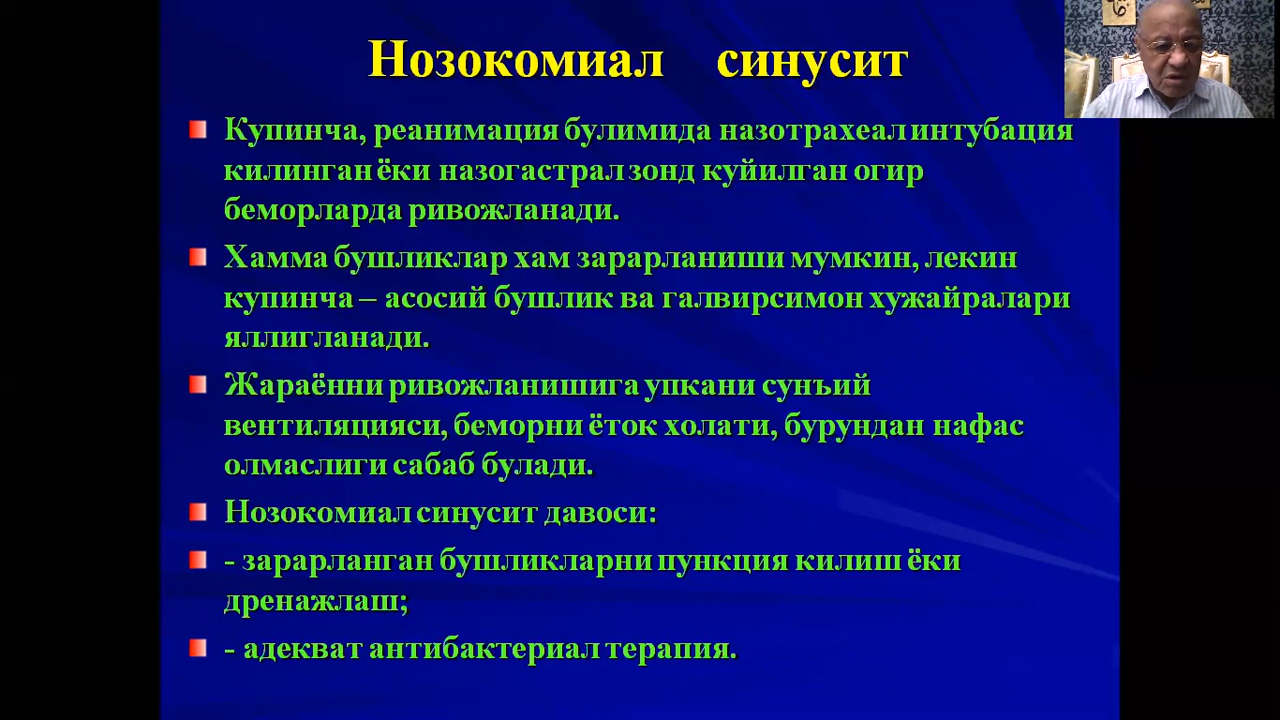 Нозокомиал синусит
Купинча, реанимация булимида назотрахеал интубация
килинган ёки назогастрал зонд куйилган огир
беморларда ривожланади.
Хамма бушликлар хам зарарланиши мумкин, лекин
купинча – асосий бушлик ва галвирсимон хужайралари
яллигланади.
Жараённи ривожланишига упкани сунъий
вентиляцияси, беморни ёток холати, бурундан нафас
олмаслиги сабаб булади.
Нозокомиал синусит давоси:
- зарарланган бушликларни пункция килиш ёки
дренажлаш;
- адекват антибактериал терапия.